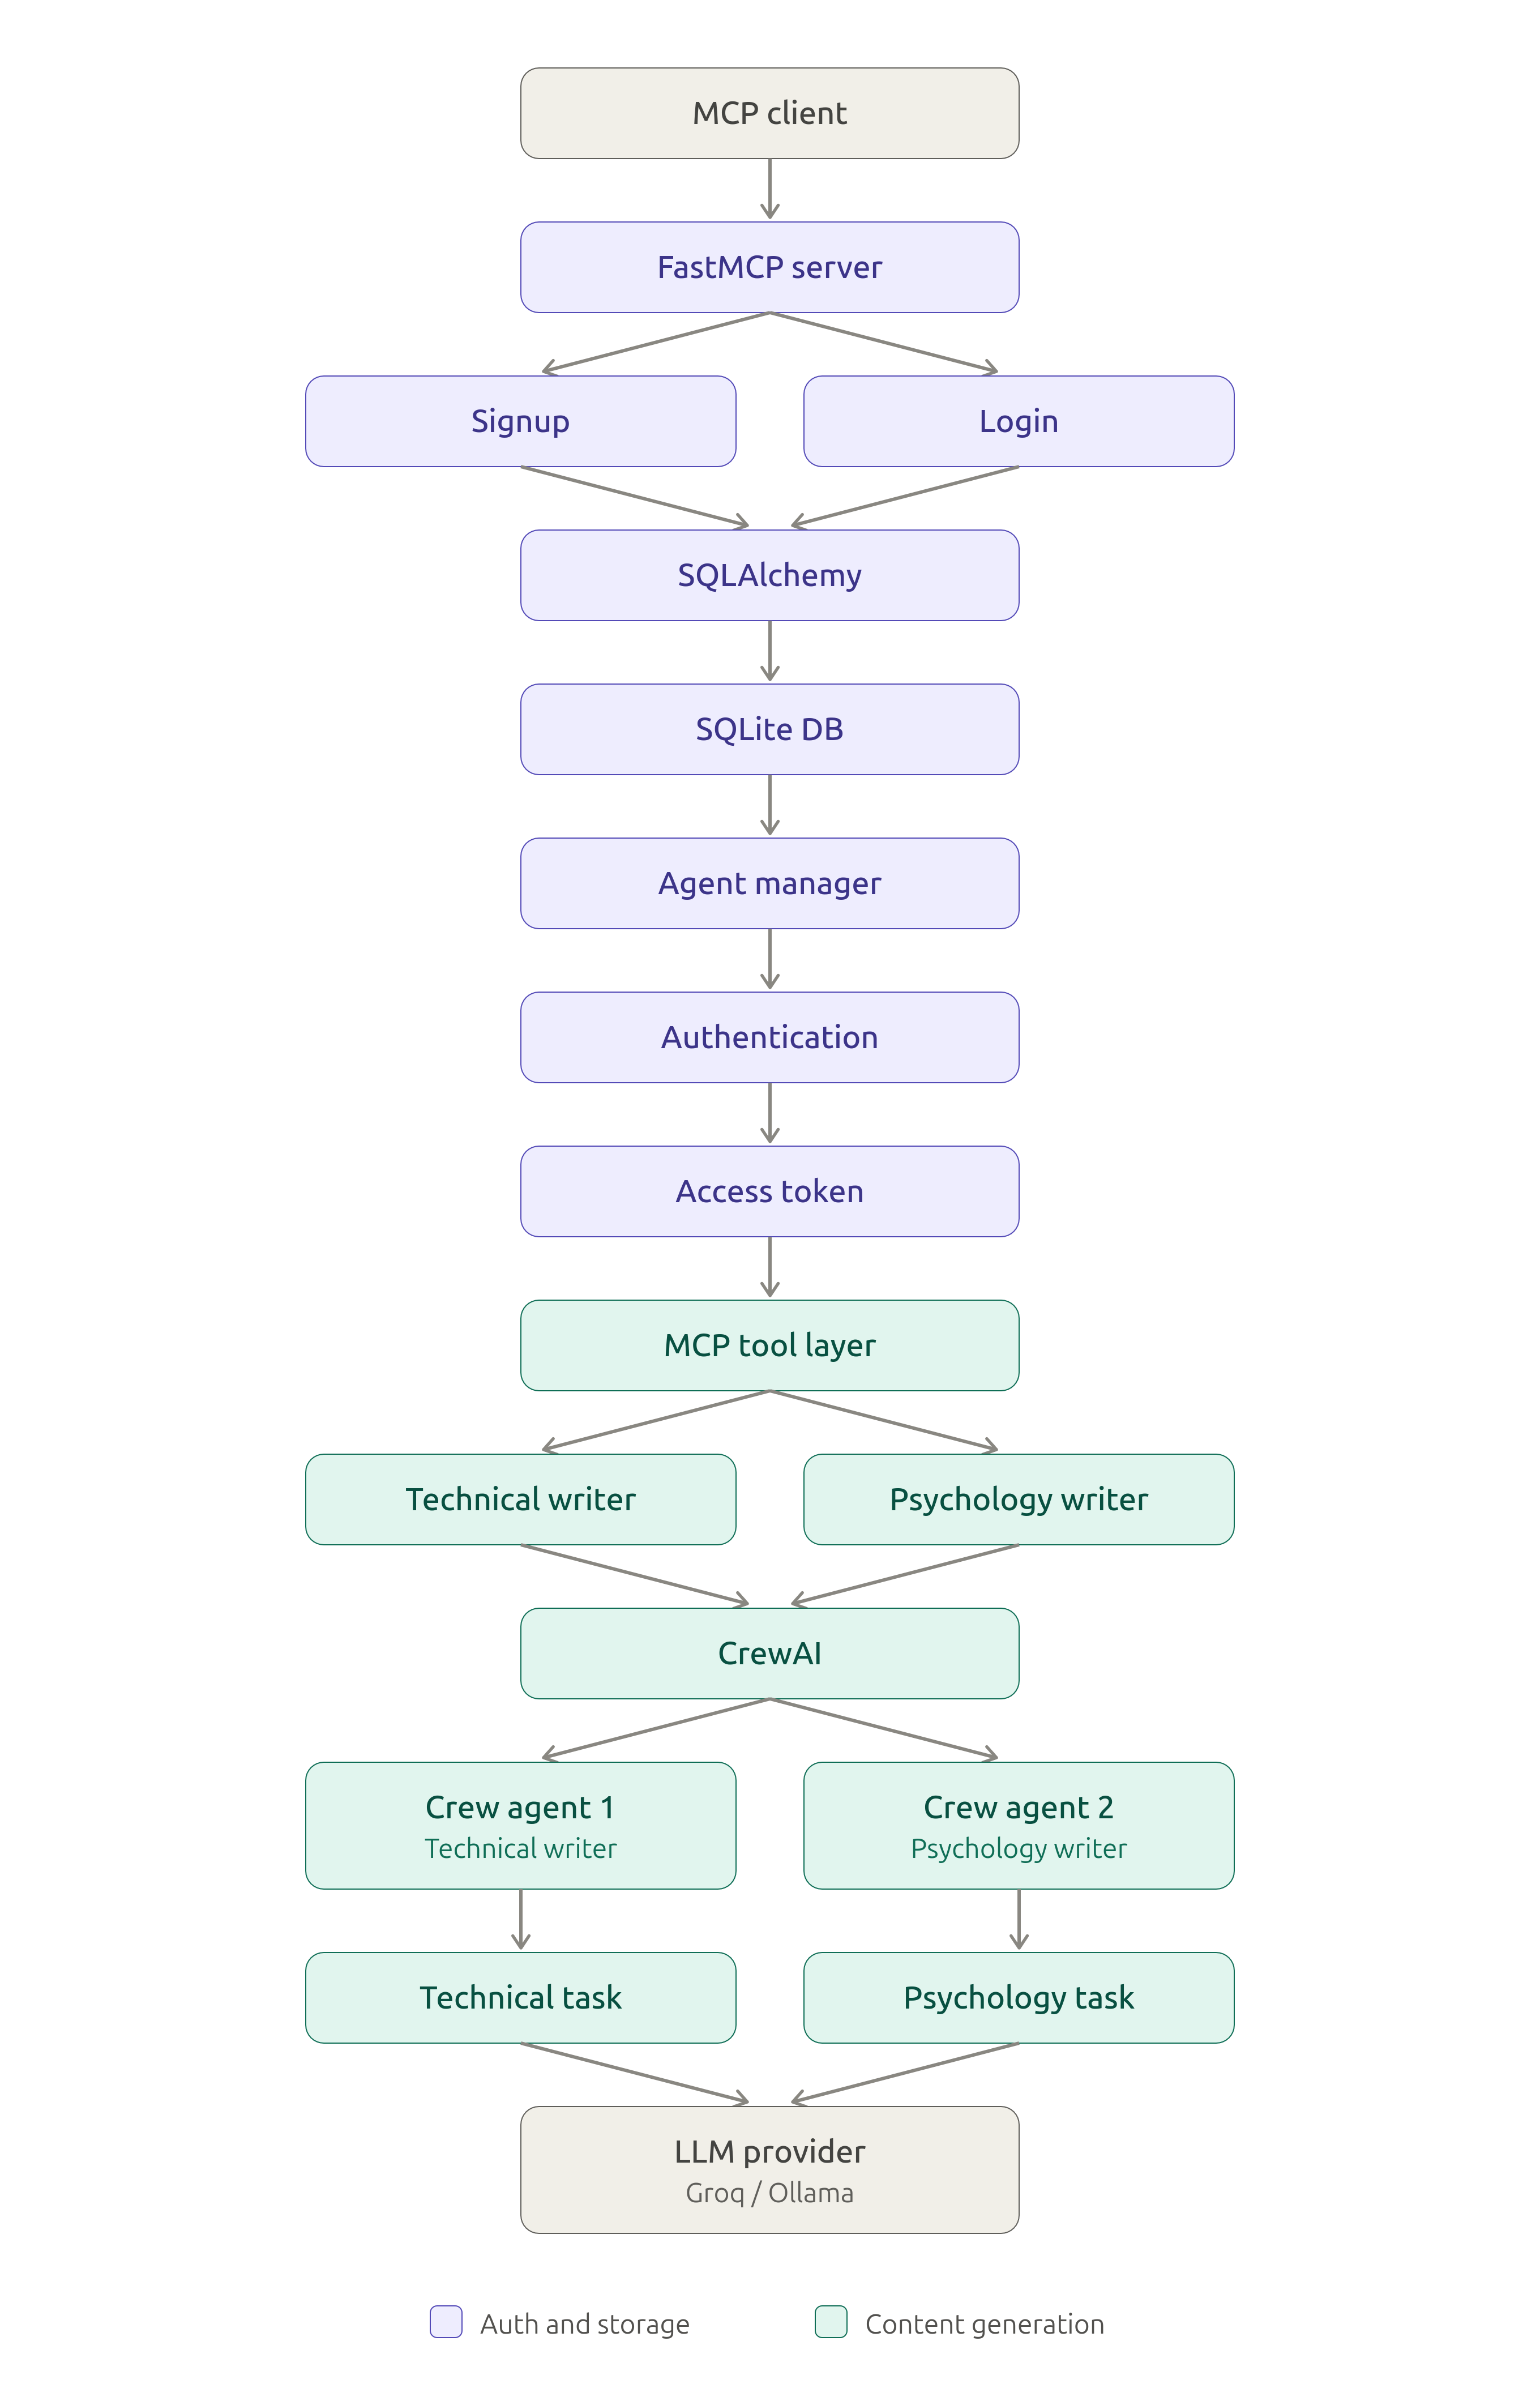 MCP client
FastMCP server
Signup
Login
SQLAlchemy
SQLite DB
Agent manager
Authentication
Access token
MCP tool layer
Technical writer
Psychology writer
CrewAI
Crew agent 1
Technical writer
Crew agent 2
Psychology writer
Technical task
Psychology task
LLM provider
Groq / Ollama
Auth and storage
Content generation